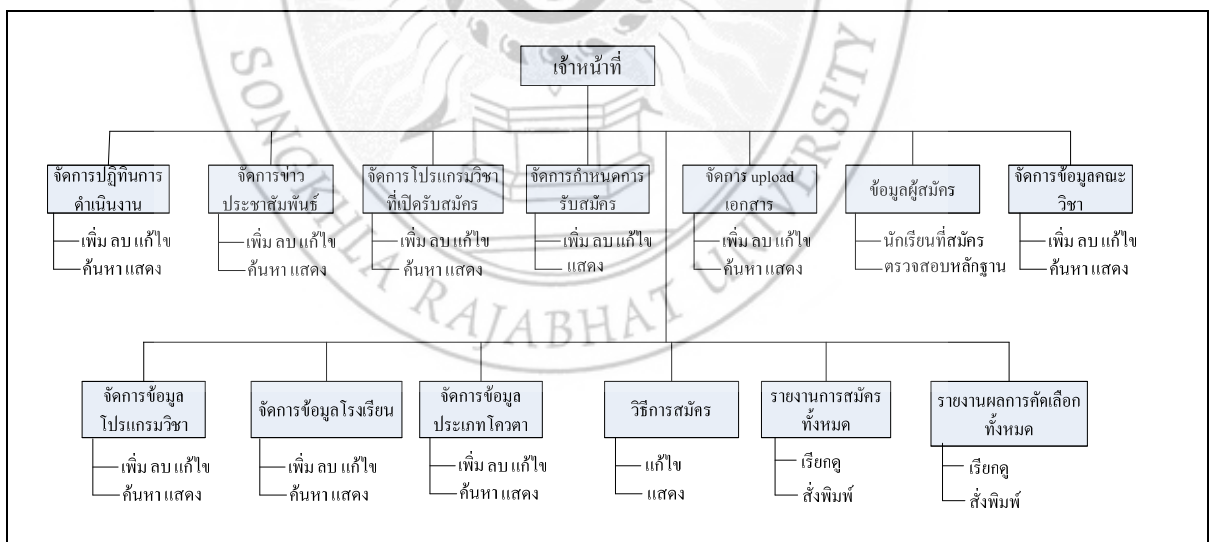 เจ้าหน้าที่
จัดการปฏิทินการ
ดำเนินงาน
เพิ่ม ลบ แก้ไข
ค้นหา แสดง
จัดการข่าว
ประชาสัมพันธ์
เพิ่ม ลบ แก้ไข
ค้นหา แสดง
จัดการโปรแกรมวิชา
ที่เปิดรับสมัคร
เพิ่ม ลบ แก้ไข
ค้นหา แสดง
จัดการกำหนดการ
รับสมัคร
เพิ่ม ลบ แก้ไข
แสดง
จัดการ upload
เอกสาร
เพิ่ม ลบ แก้ไข
ค้นหา แสดง
ข้อมูลผู้สมัคร
นักเรียนที่สมัคร
ตรวจสอบหลักฐาน
จัดการข้อมูลคณะ
วิชา
เพิ่ม ลบ แก้ไข
ค้นหา แสดง
จัดการข้อมูล
โปรแกรมวิชา
เพิ่ม ลบ แก้ไข
ค้นหา แสดง
จัดการข้อมูลโรงเรียน
เพิ่ม ลบ แก้ไข
ค้นหา แสดง
จัดการข้อมูล
ประเภทโควตา
เพิ่ม ลบ แก้ไข
ค้นหา แสดง
วิธีการสมัคร
แก้ไข
แสดง
รายงานการสมัคร
ทั้งหมด
เรียกดู
สั่งพิมพ์
รายงานผลการคัดเลือก
ทั้งหมด
เรียกดู
สั่งพิมพ์
SONGKHLA RAJABHAT UNIVERSITY